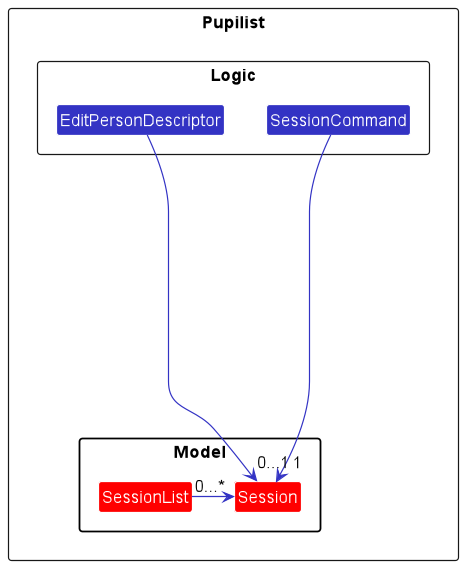 Pupilist
Logic
EditPersonDescriptor
SessionCommand
Model
0...1 1
0...*
SessionList
Session